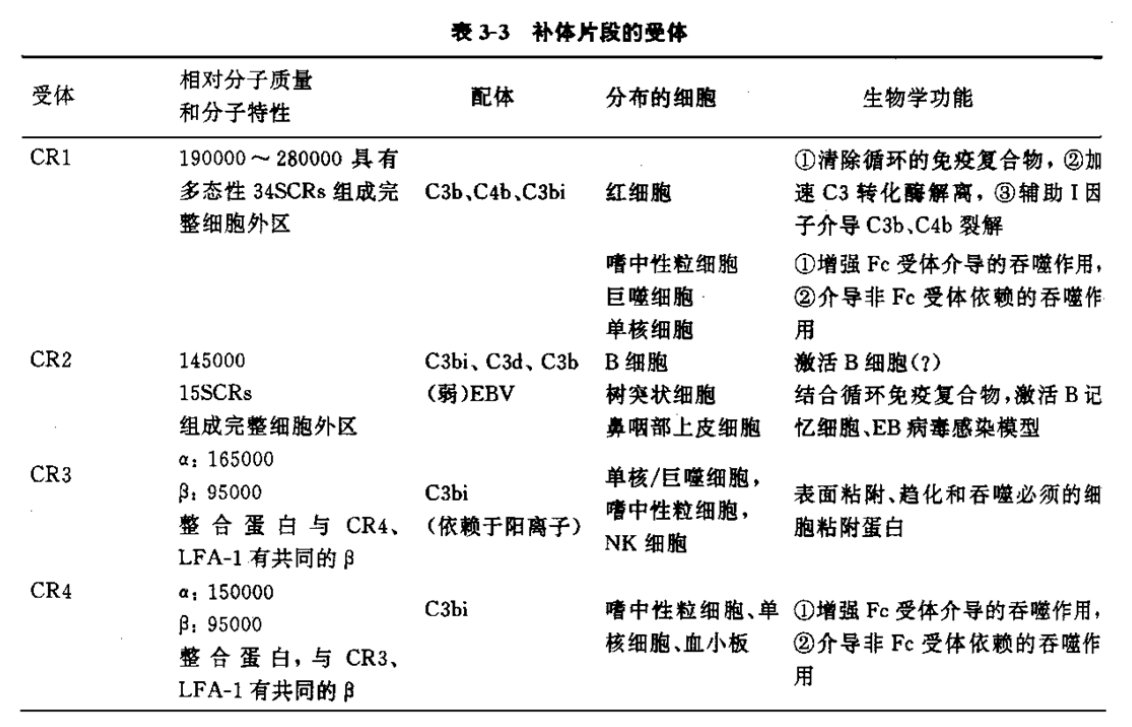 表 3-3 补体片段的受体
受体 相对分子质量和分子特性 配体 分布的细胞 生物学功能
CR1 190000～280000 具有 ①清除循环的免疫复合物，②加
多态性 34SCRs 组成完 C3b、C4b、C3bi 红细胞 速 C3 转化酶解离，③辅助 I 因
整细胞外区 子介导 C3b、C4b 裂解
嗜中性粒细胞 ①增强 Fc 受体介导的吞噬作用，
巨噬细胞 ②介导非 Fc 受体依赖的吞噬作
单核细胞 用
CR2 145000 C3bi、C3d、C3b B 细胞 激活 B 细胞(?)
15SCRs (弱)EBV 树突状细胞 结合循环免疫复合物，激活 B 记
组成完整细胞外区 鼻咽部上皮细胞 忆细胞、EB 病毒感染模型
CR3 α：165000 单核/巨噬细胞，
β：95000 C3bi 嗜中性粒细胞， 表面粘附、趋化和吞噬必须的细
整合蛋白与 CR4、 (依赖于阳离子) NK 细胞 胞粘附蛋白
LFA-1 有共同的 β
CR4 α：150000 C3bi 嗜中性粒细胞、单 ①增强 Fc 受体介导的吞噬作用，
β：95000 核细胞、血小板 ②介导非 Fc 受体依赖的吞噬作
整合蛋白，与 CR3、 用
LFA-1 有共同的 β